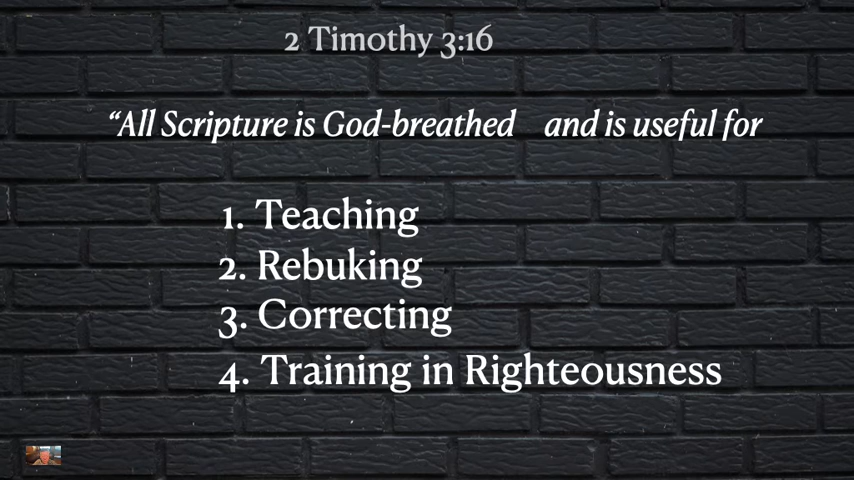 2 Timothy 3:16
“All Scripture is God-breathed and is useful for
1. Teaching
2. Rebuking
3. Correcting
4. Training in Righteousness